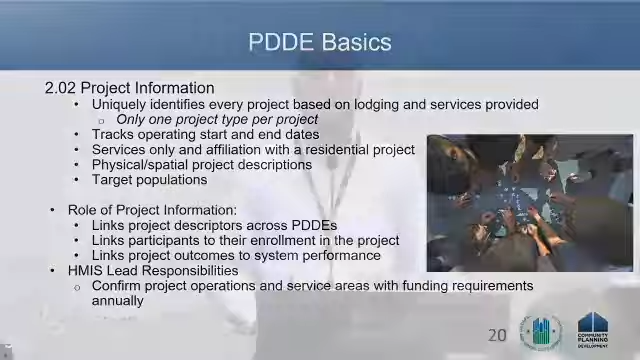 PDDE Basics
2.02 Project Information
• Uniquely identifies every project based on lodging and services provided
o Only one project type per project
• Tracks operating start and end dates
• Services only and affiliation with a residential project
• Physical/spatial project descriptions
• Target populations
• Role of Project Information:
• Links project descriptors across PDDEs
• Links participants to their enrollment in the project
• Links project outcomes to system performance
• HMIS Lead Responsibilities
o Confirm project operations and service areas with funding requirements
annually
20
COMMUNITY
PLANNING
DEVELOPMENT